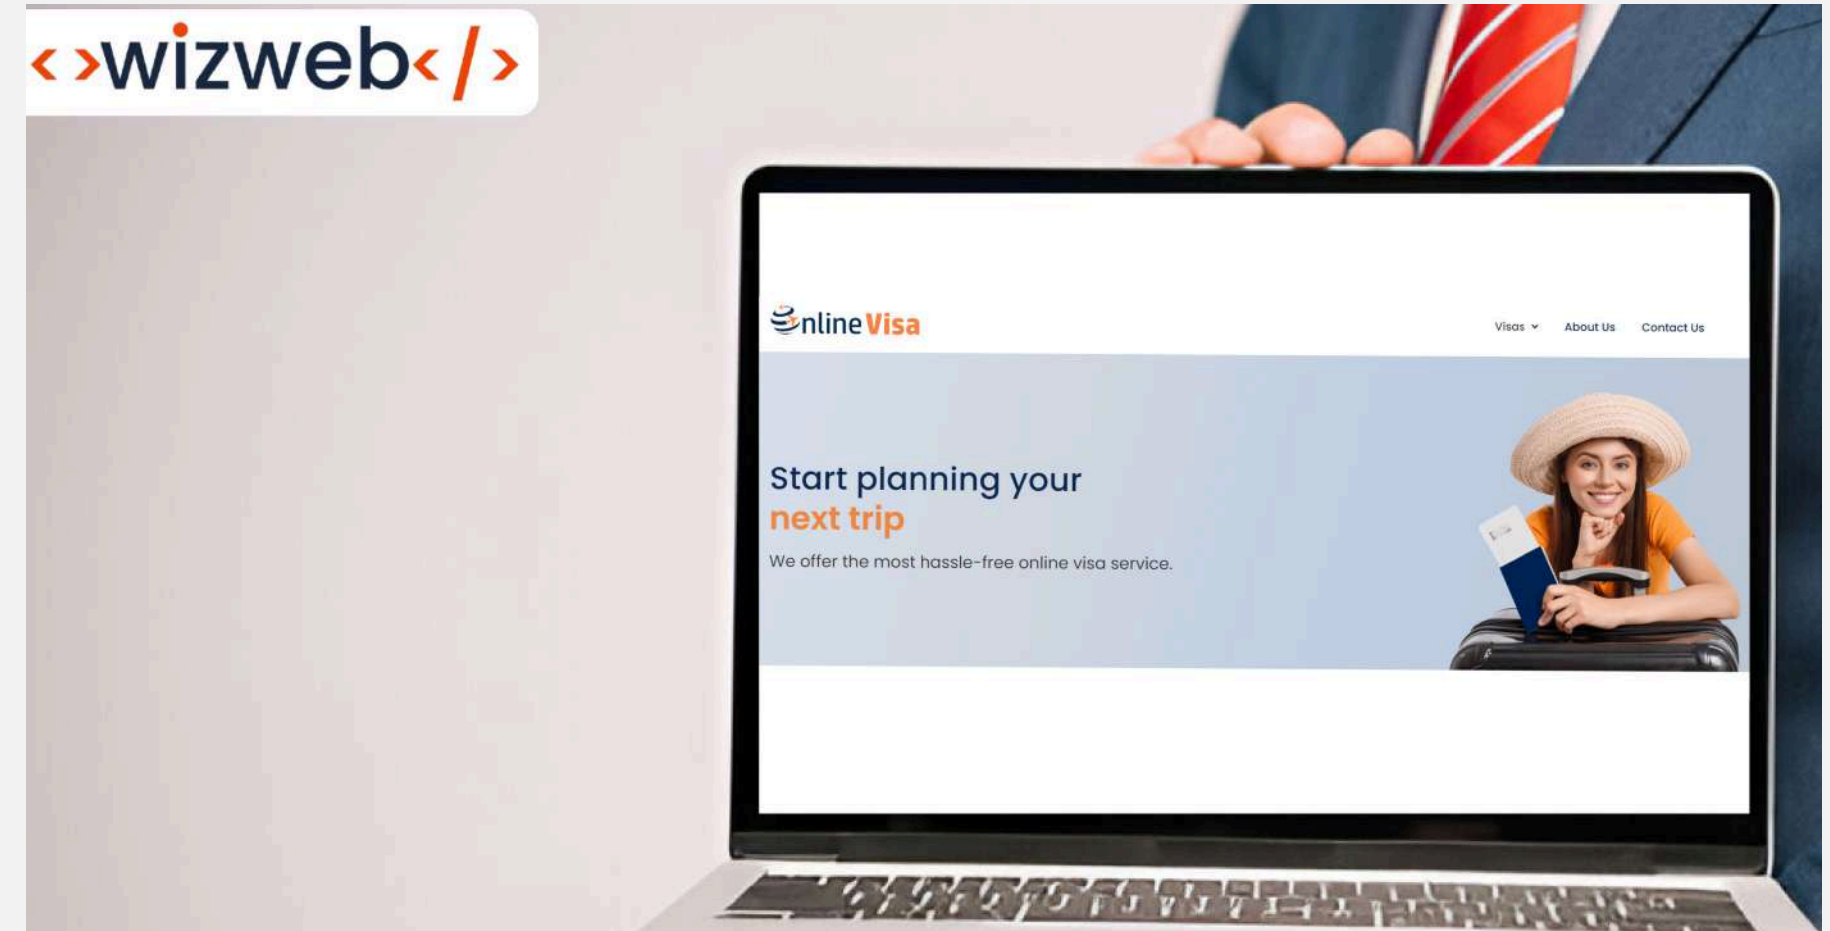 <>wizweb</>
Online Visa
Visas About Us Contact Us
Start planning your
next trip
We offer the most hassle-free online visa service.